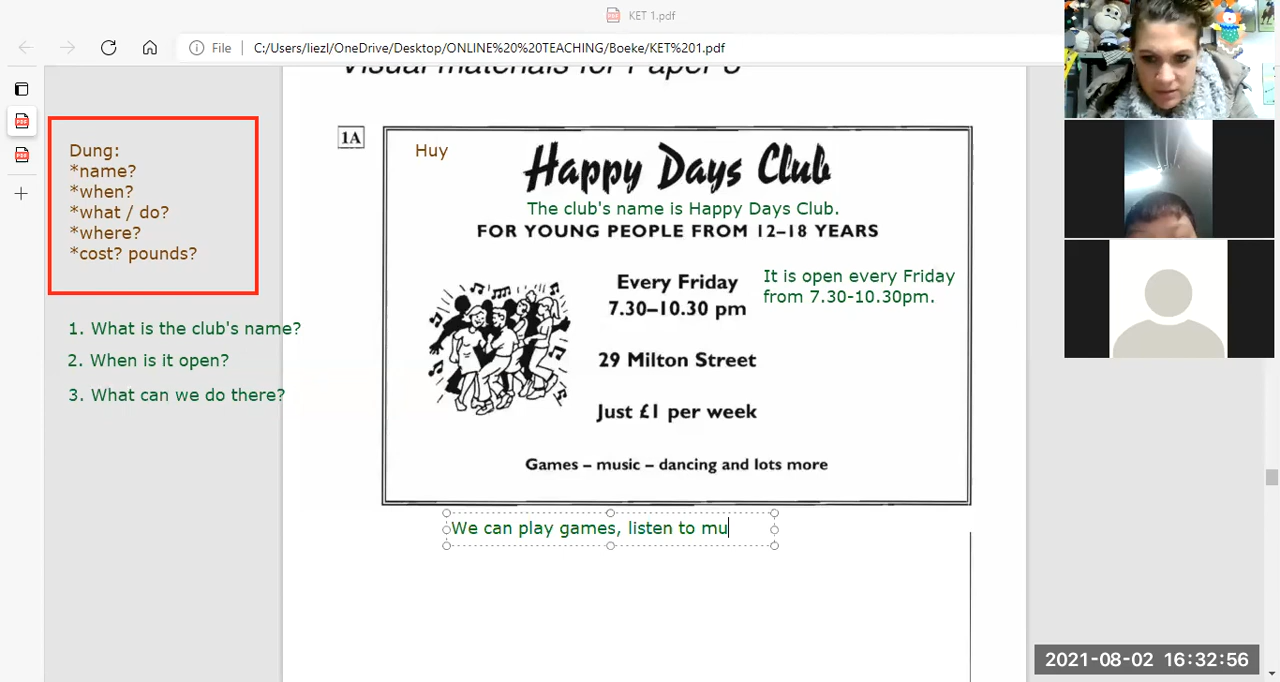 KET 1.pdf
File
C:/Users/liezl/OneDrive/Desktop/ONLINE%20%20TEACHING/Boeke/KET%201.pdf
Visual materials for Paper 3
Dung:
*name?
*when?
*what / do?
*where?
*cost? pounds?
1. What is the club's name?
2. When is it open?
3. What can we do there?
1A
Huy
Happy Days Club
The club's name is Happy Days Club.
FOR YOUNG PEOPLE FROM 12–18 YEARS
Every Friday
7.30–10.30 pm
It is open every Friday
from 7.30-10.30pm.
29 Milton Street
Just £1 per week
Games – music – dancing and lots more
We can play games, listen to mu
2021-08-02 16:32:56